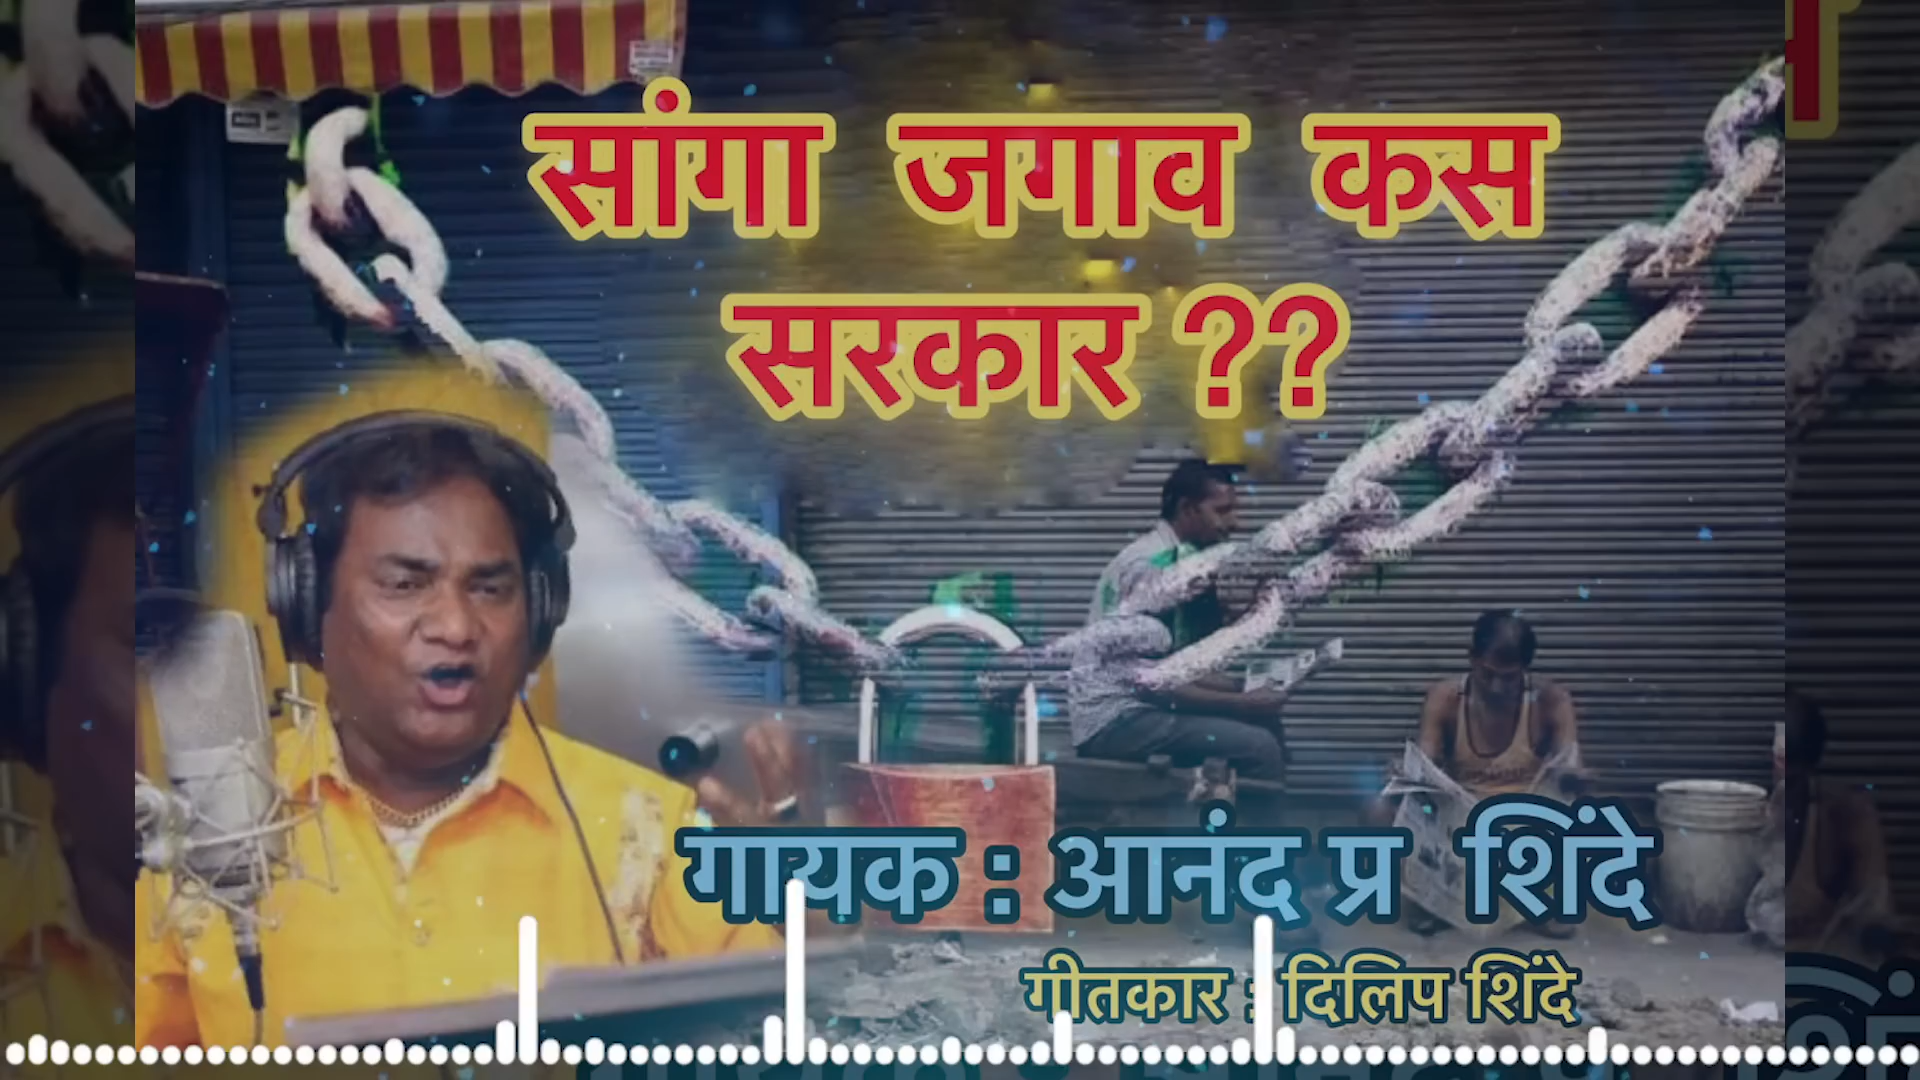 सांगा जगाव कस
सरकार ??
गायक : आनंद प्र शिंदे
गीतकार : दिलिप शिंदे